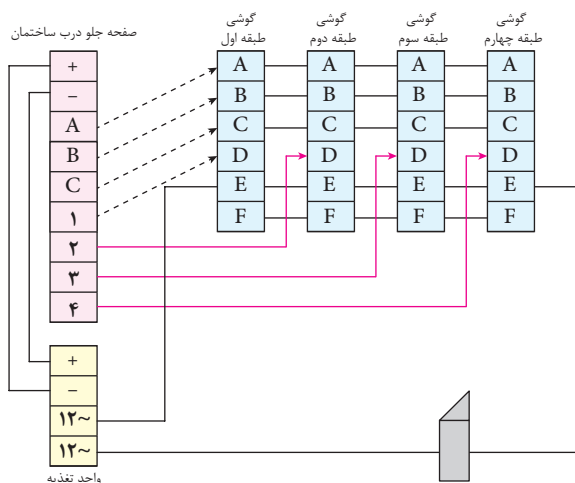 صفحه جلو درب ساختمان
+
–
A
B
C
۱
۲
۳
۴
+
–
۱۲~
۱۲~
واحد تغذیه
گوشی
طبقه اول
A
B
C
D
E
F
گوشی
طبقه دوم
A
B
C
D
E
F
گوشی
طبقه سوم
A
B
C
D
E
F
گوشی
طبقه چهارم
A
B
C
D
E
F